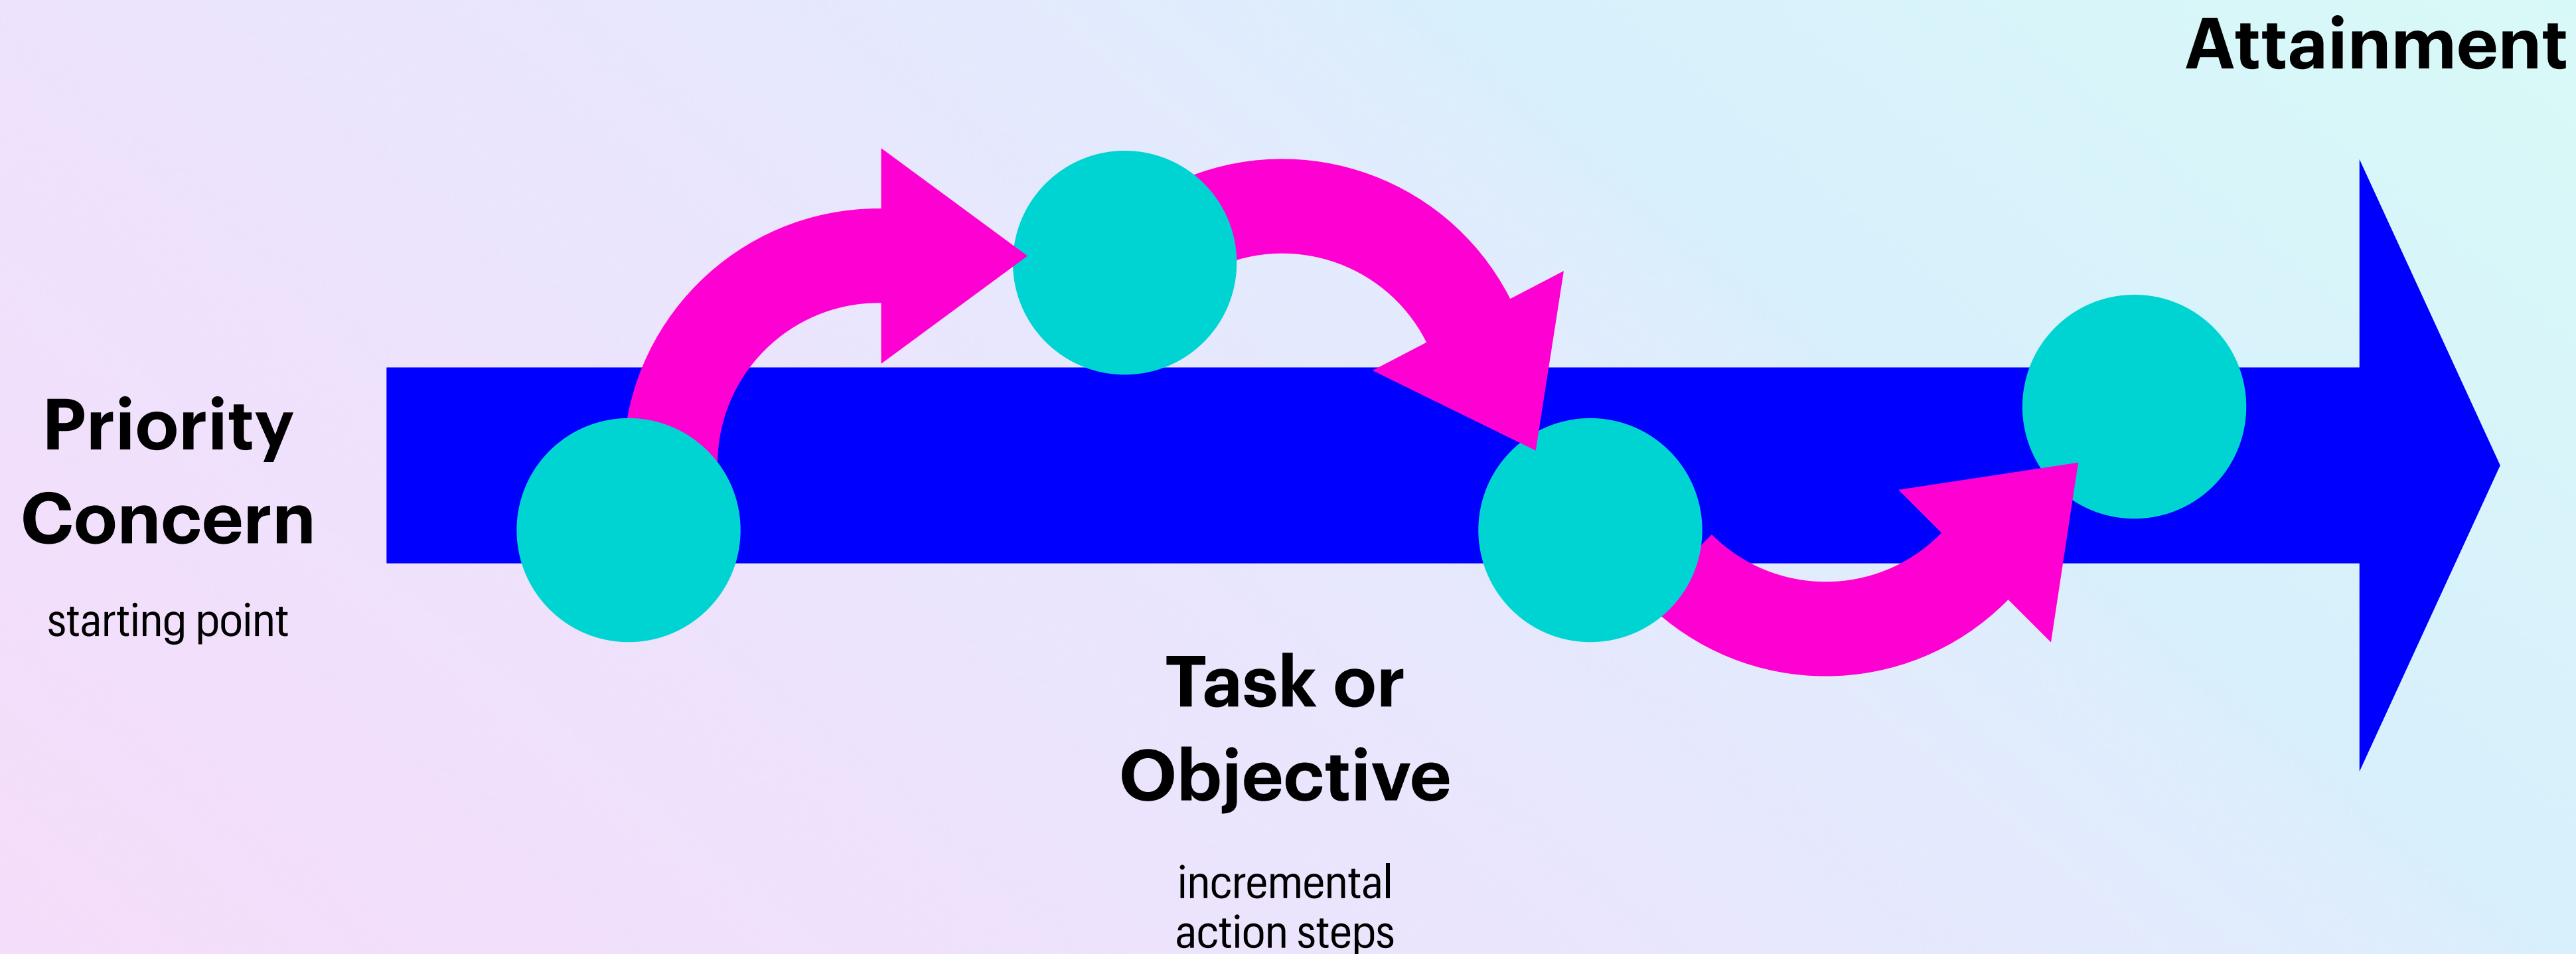 Attainment
Priority
Concern
starting point
Task or
Objective
incremental
action steps